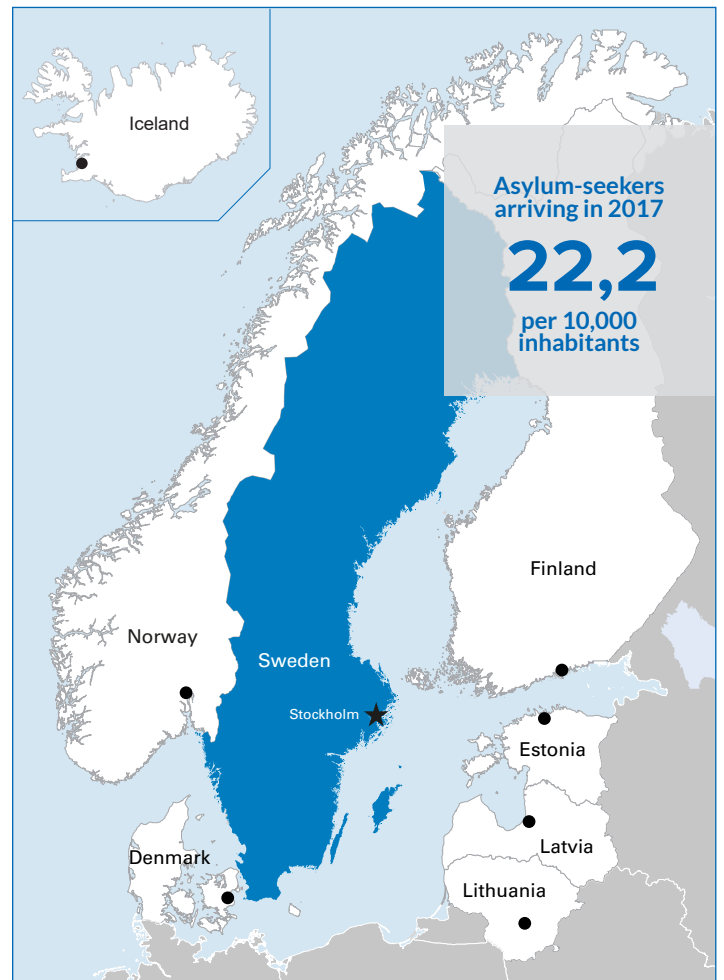 Iceland
Asylum-seekers
arriving in 2017
22,2
per 10,000
inhabitants
Finland
Norway
Sweden
Stockholm
Estonia
Denmark
Latvia
Lithuania